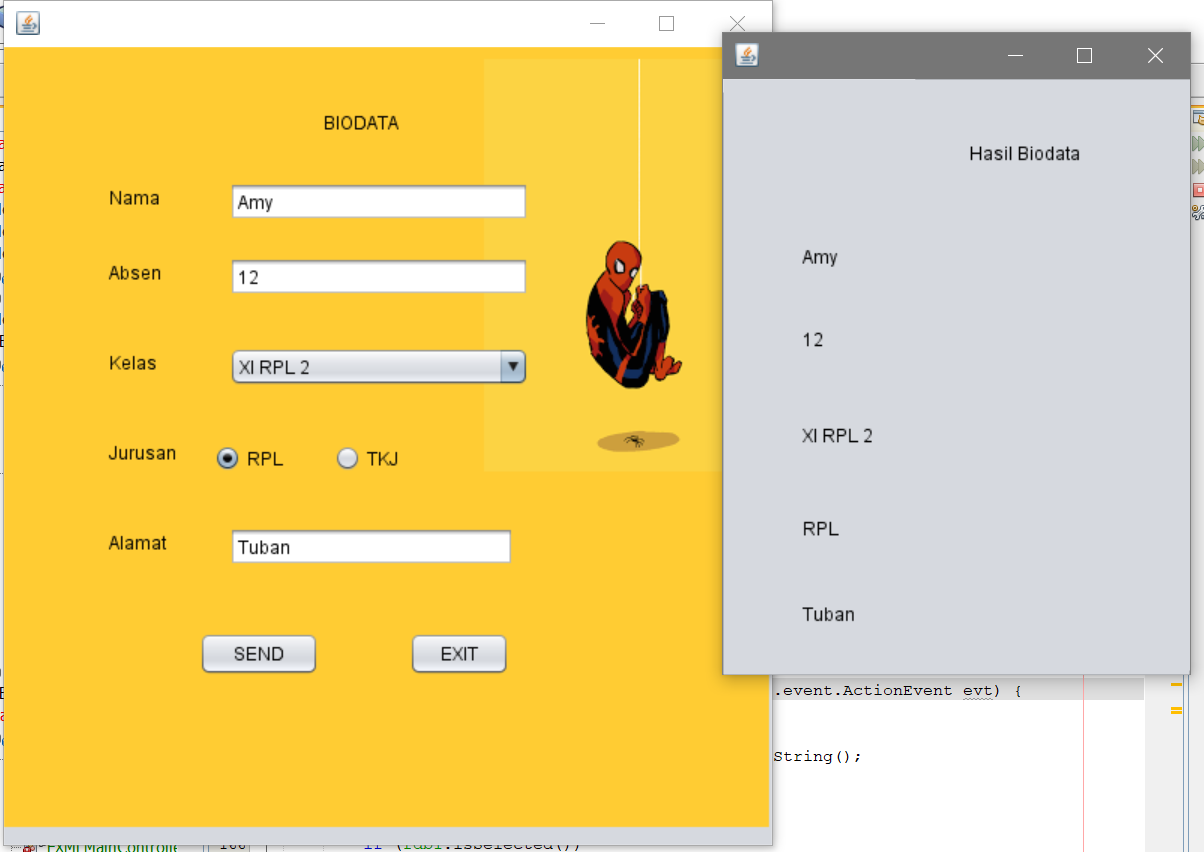 BIODATA
Nama Amy
Absen 12
Kelas XI RPL 2
Jurusan RPL TKJ
Alamat Tuban
SEND EXIT
Hasil Biodata
Amy
12
XI RPL 2
RPL
Tuban
.event.ActionEvent evt) {
String();